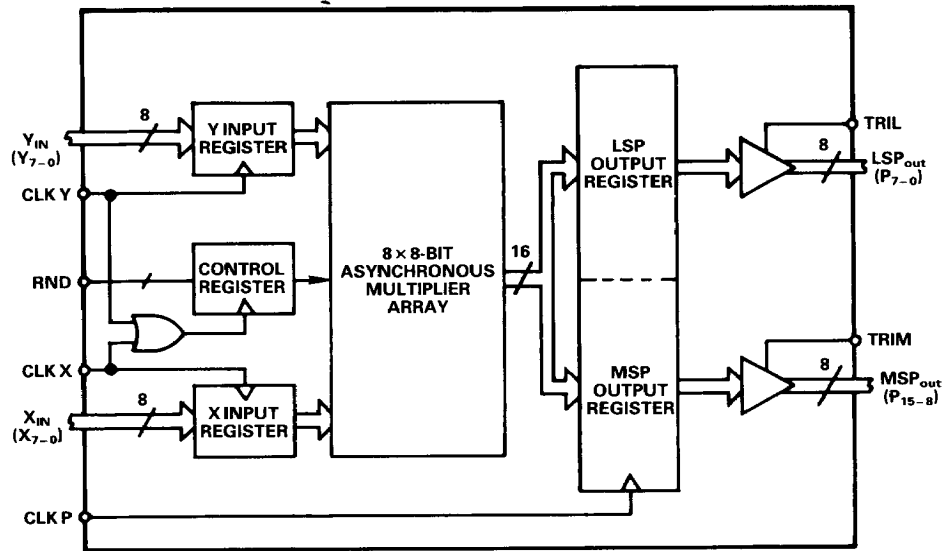 8
Y INPUT
REGISTER
Y_IN
(Y_7–0)
CLK Y
RND
CONTROL
REGISTER
CLK X
8
X INPUT
REGISTER
X_IN
(X_7–0)
CLK P
8 × 8-BIT
ASYNCHRONOUS
MULTIPLIER
ARRAY
16
LSP
OUTPUT
REGISTER
MSP
OUTPUT
REGISTER
TRIL
8
LSP_out
(P_7–0)
TRIM
8
MSP_out
(P_15–8)